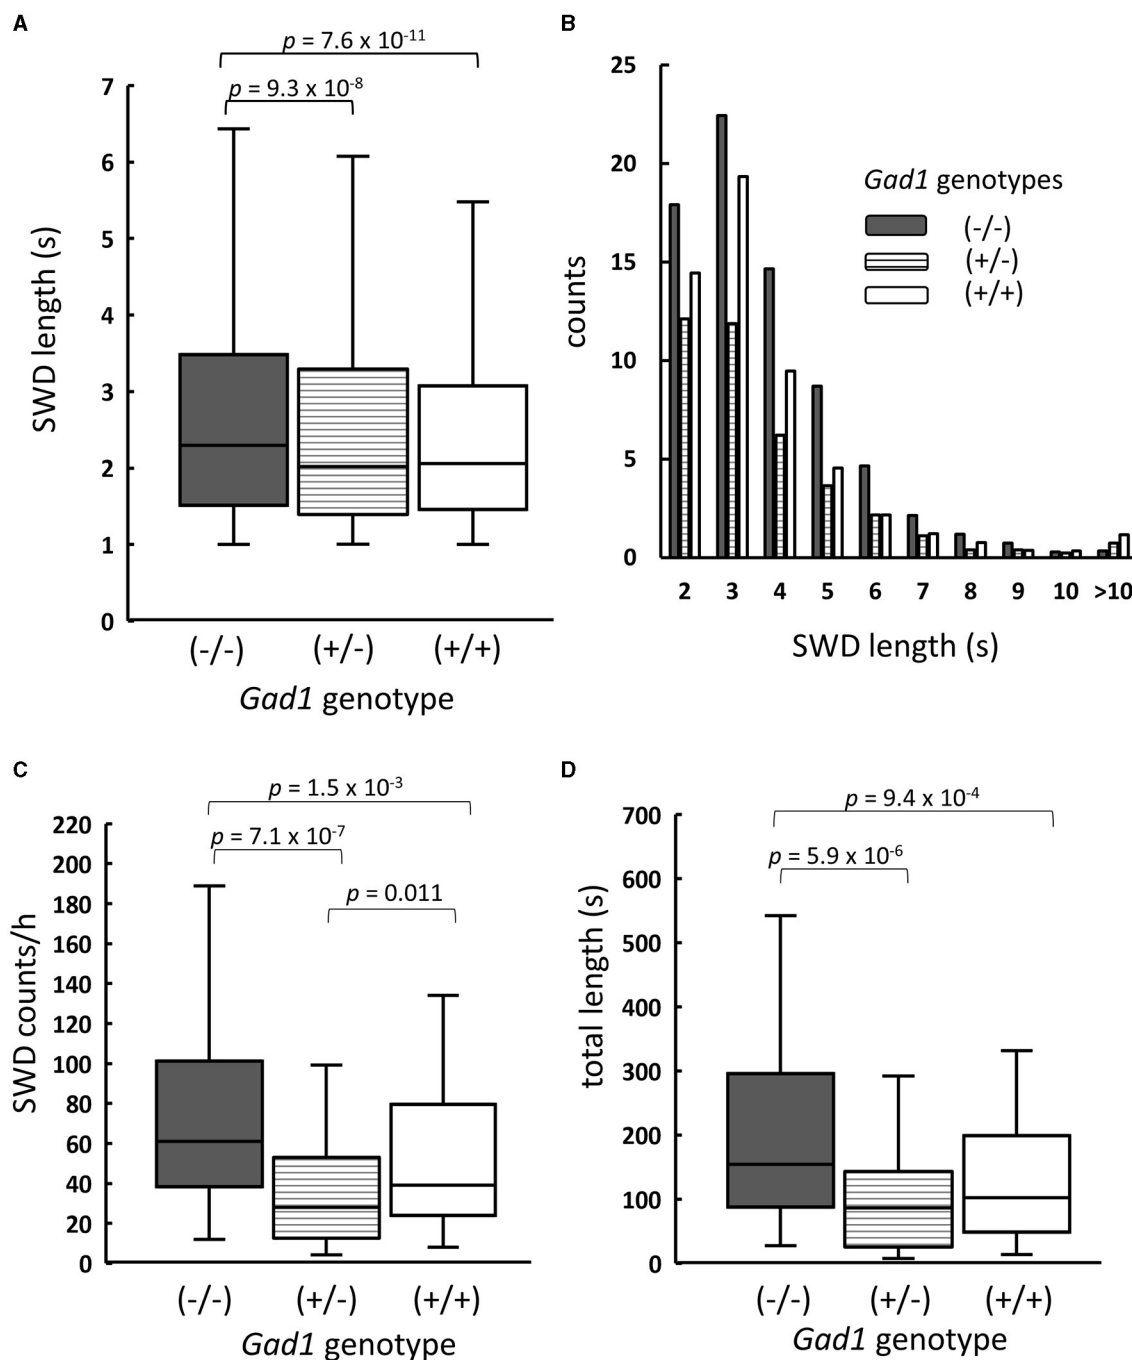 A
p = 7.6 x 10-11
p = 9.3 x 10-8
7
6
5
4
3
2
1
0
SWD length (s)
(-/-) (+/-) (+/+)
Gad1 genotype
B
25
20
15
10
5
0
counts
Gad1 genotypes
(-/-)
(+/-)
(+/+)
2 3 4 5 6 7 8 9 10 >10
SWD length (s)
C
p = 1.5 x 10-3
p = 7.1 x 10-7
p = 0.011
220
200
180
160
140
120
100
80
60
40
20
0
SWD counts/h
(-/-) (+/-) (+/+)
Gad1 genotype
D
p = 9.4 x 10-4
p = 5.9 x 10-6
700
600
500
400
300
200
100
0
total length (s)
(-/-) (+/-) (+/+)
Gad1 genotype